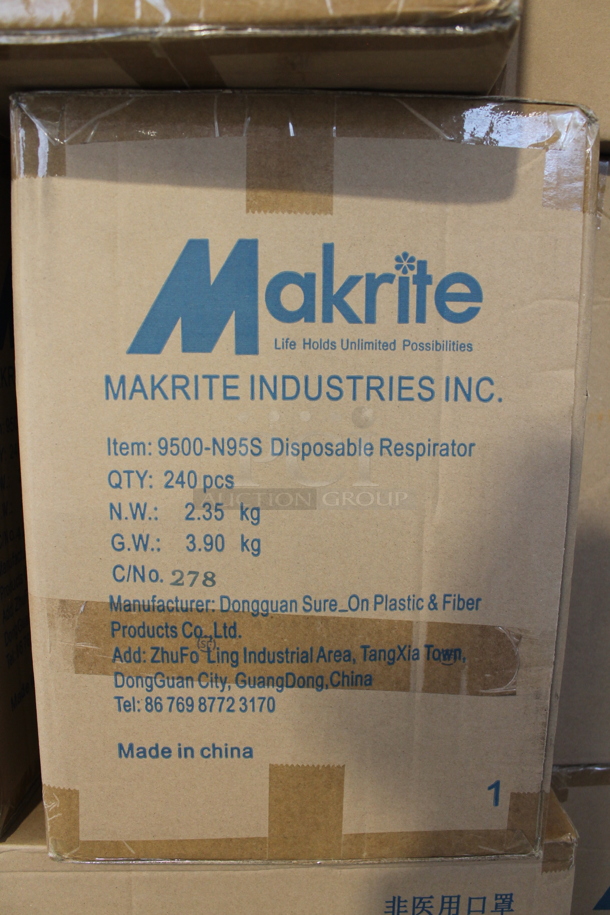 Makrite
Life Holds Unlimited Possibilities
MAKRITE INDUSTRIES INC.
Item: 9500-N95S Disposable Respirator
AUCTION GROUP
QTY: 240 pcs
N.W.: 2.35 kg
G.W.: 3.90 kg
C/No. 278
Manufacturer: Dongguan Sure_On Plastic & Fiber
Products Co.,Ltd.
Add: ZhuFo Ling Industrial Area, TangXia Town,
DongGuan City, GuangDong,China
Tel: 86 769 8772 3170
Made in china
1
非医用口罩